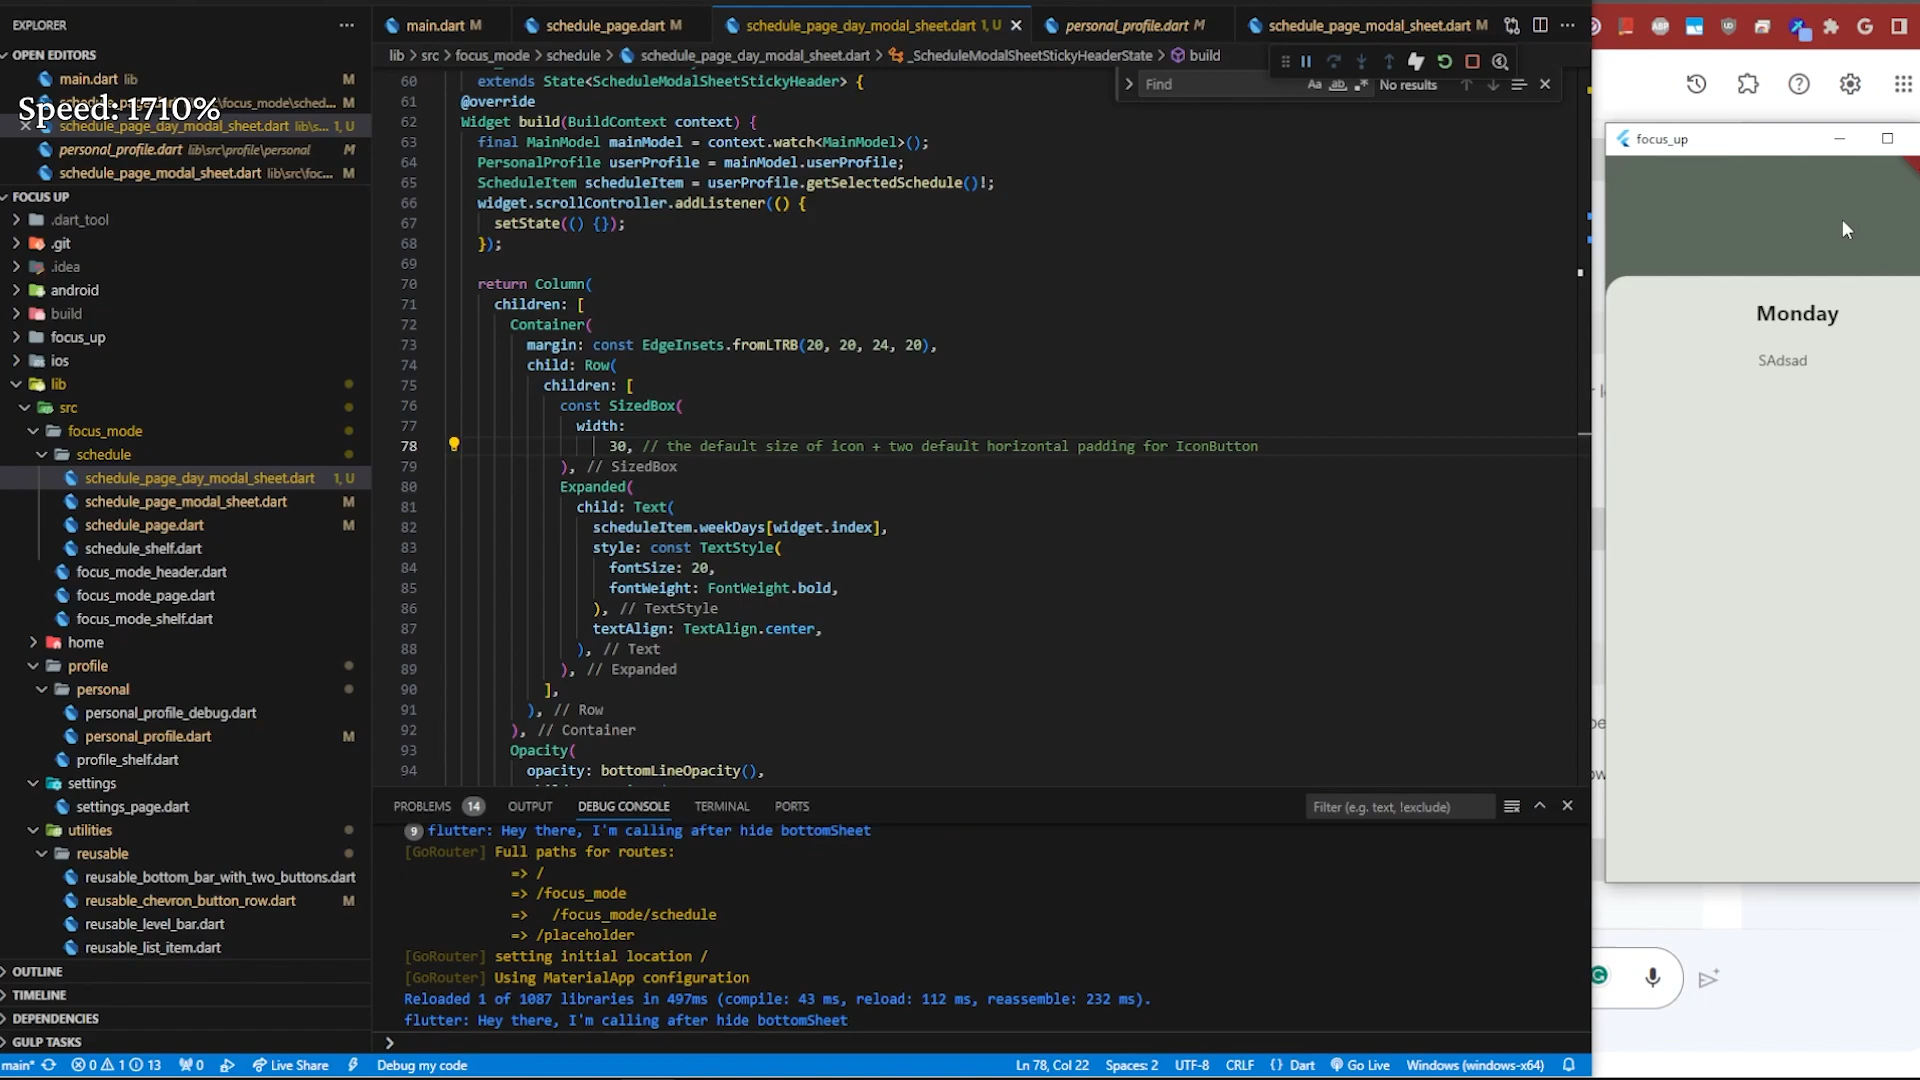 EXPLORER
OPEN EDITORS
main.dart lib M
Speed: 1710%
schedule_page_day_modal_sheet.dart lib\s... 1, U
personal_profile.dart lib\src\profile\personal M
schedule_page_modal_sheet.dart lib\src\foc... M
FOCUS UP
.dart_tool
.git
.idea
android
build
focus_up
ios
lib
src
focus_mode
schedule
schedule_page_day_modal_sheet.dart 1, U
schedule_page_modal_sheet.dart M
schedule_page.dart M
schedule_shelf.dart
focus_mode_header.dart
focus_mode_page.dart
focus_mode_shelf.dart
home
profile
personal
personal_profile_debug.dart
personal_profile.dart M
profile_shelf.dart
settings
settings_page.dart
utilities
reusable
reusable_bottom_bar_with_two_buttons.dart
reusable_chevron_button_row.dart M
reusable_level_bar.dart
reusable_list_item.dart
OUTLINE
TIMELINE
DEPENDENCIES
GULP TASKS
main.dart M schedule_page.dart M schedule_page_day_modal_sheet.dart 1, U personal_profile.dart M schedule_page_modal_sheet.dart M
lib > src > focus_mode > schedule > schedule_page_day_modal_sheet.dart > _ScheduleModalSheetStickyHeaderState > build
Find Aa ab No results
60 extends State<ScheduleModalSheetStickyHeader> {
61 @override
62 Widget build(BuildContext context) {
63 final MainModel mainModel = context.watch<MainModel>();
64 PersonalProfile userProfile = mainModel.userProfile;
65 ScheduleItem scheduleItem = userProfile.getSelectedSchedule()!;
66 widget.scrollController.addListener(() {
67 setState(() {});
68 });
69
70 return Column(
71 children: [
72 Container(
73 margin: const EdgeInsets.fromLTRB(20, 20, 24, 20),
74 child: Row(
75 children: [
76 const SizedBox(
77 width:
78 30, // the default size of icon + two default horizontal padding for IconButton
79 ), // SizedBox
80 Expanded(
81 child: Text(
82 scheduleItem.weekDays[widget.index],
83 style: const TextStyle(
84 fontSize: 20,
85 fontWeight: FontWeight.bold,
86 ), // TextStyle
87 textAlign: TextAlign.center,
88 ), // Text
89 ), // Expanded
90 ],
91 ), // Row
92 ), // Container
93 Opacity(
94 opacity: bottomLineOpacity(),
PROBLEMS 14 OUTPUT DEBUG CONSOLE TERMINAL PORTS Filter (e.g. text, !exclude)
9 flutter: Hey there, I'm calling after hide bottomSheet
[GoRouter] Full paths for routes:
=> /
=> /focus_mode
=> /focus_mode/schedule
=> /placeholder
[GoRouter] setting initial location /
[GoRouter] Using MaterialApp configuration
Reloaded 1 of 1087 libraries in 497ms (compile: 43 ms, reload: 112 ms, reassemble: 232 ms).
flutter: Hey there, I'm calling after hide bottomSheet
main* 0 1 13 0 Live Share Debug my code Ln 78, Col 22 Spaces: 2 UTF-8 CRLF {} Dart Go Live Windows (windows-x64)
focus_up
Monday
SAdsad